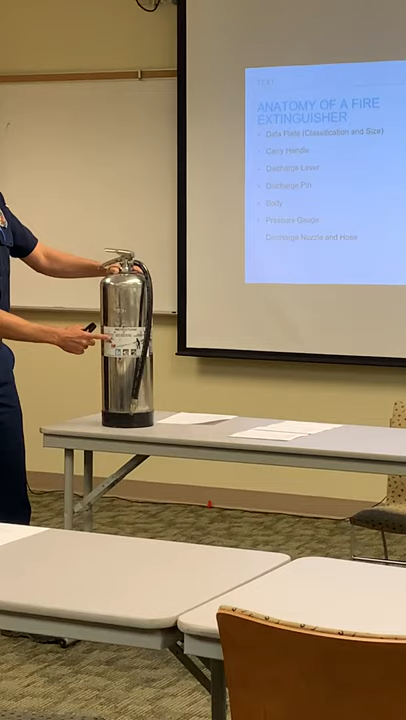 TEXT
ANATOMY OF A FIRE
EXTINGUISHER
• Data Plate (Classification and Size)
• Carry Handle
• Discharge Lever
• Discharge Pin
• Body
• Pressure Gauge
Discharge Nozzle and Hose